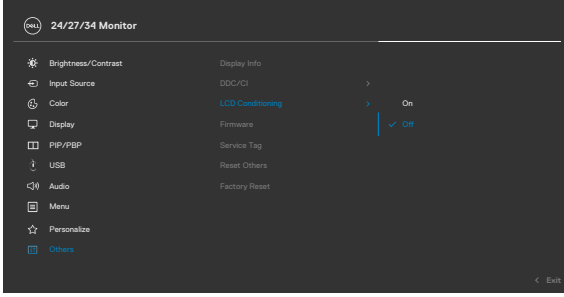 DELL 24/27/34 Monitor
Brightness/Contrast Display Info
Input Source DDC/CI >
Color LCD Conditioning > On
Display Firmware ✓ Off
PIP/PBP Service Tag
USB Reset Others
Audio Factory Reset
Menu
Personalize
Others
< Exit